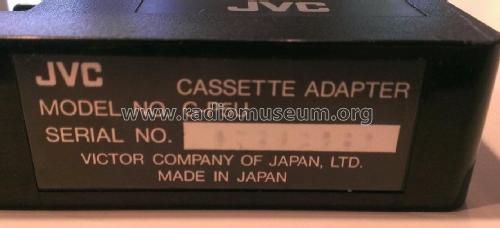 JVC
JVC
CASSETTE ADAPTER
MODEL NO.
www.radiomuseum.org
SERIAL NO.
VICTOR COMPANY OF JAPAN, LTD.
MADE IN JAPAN